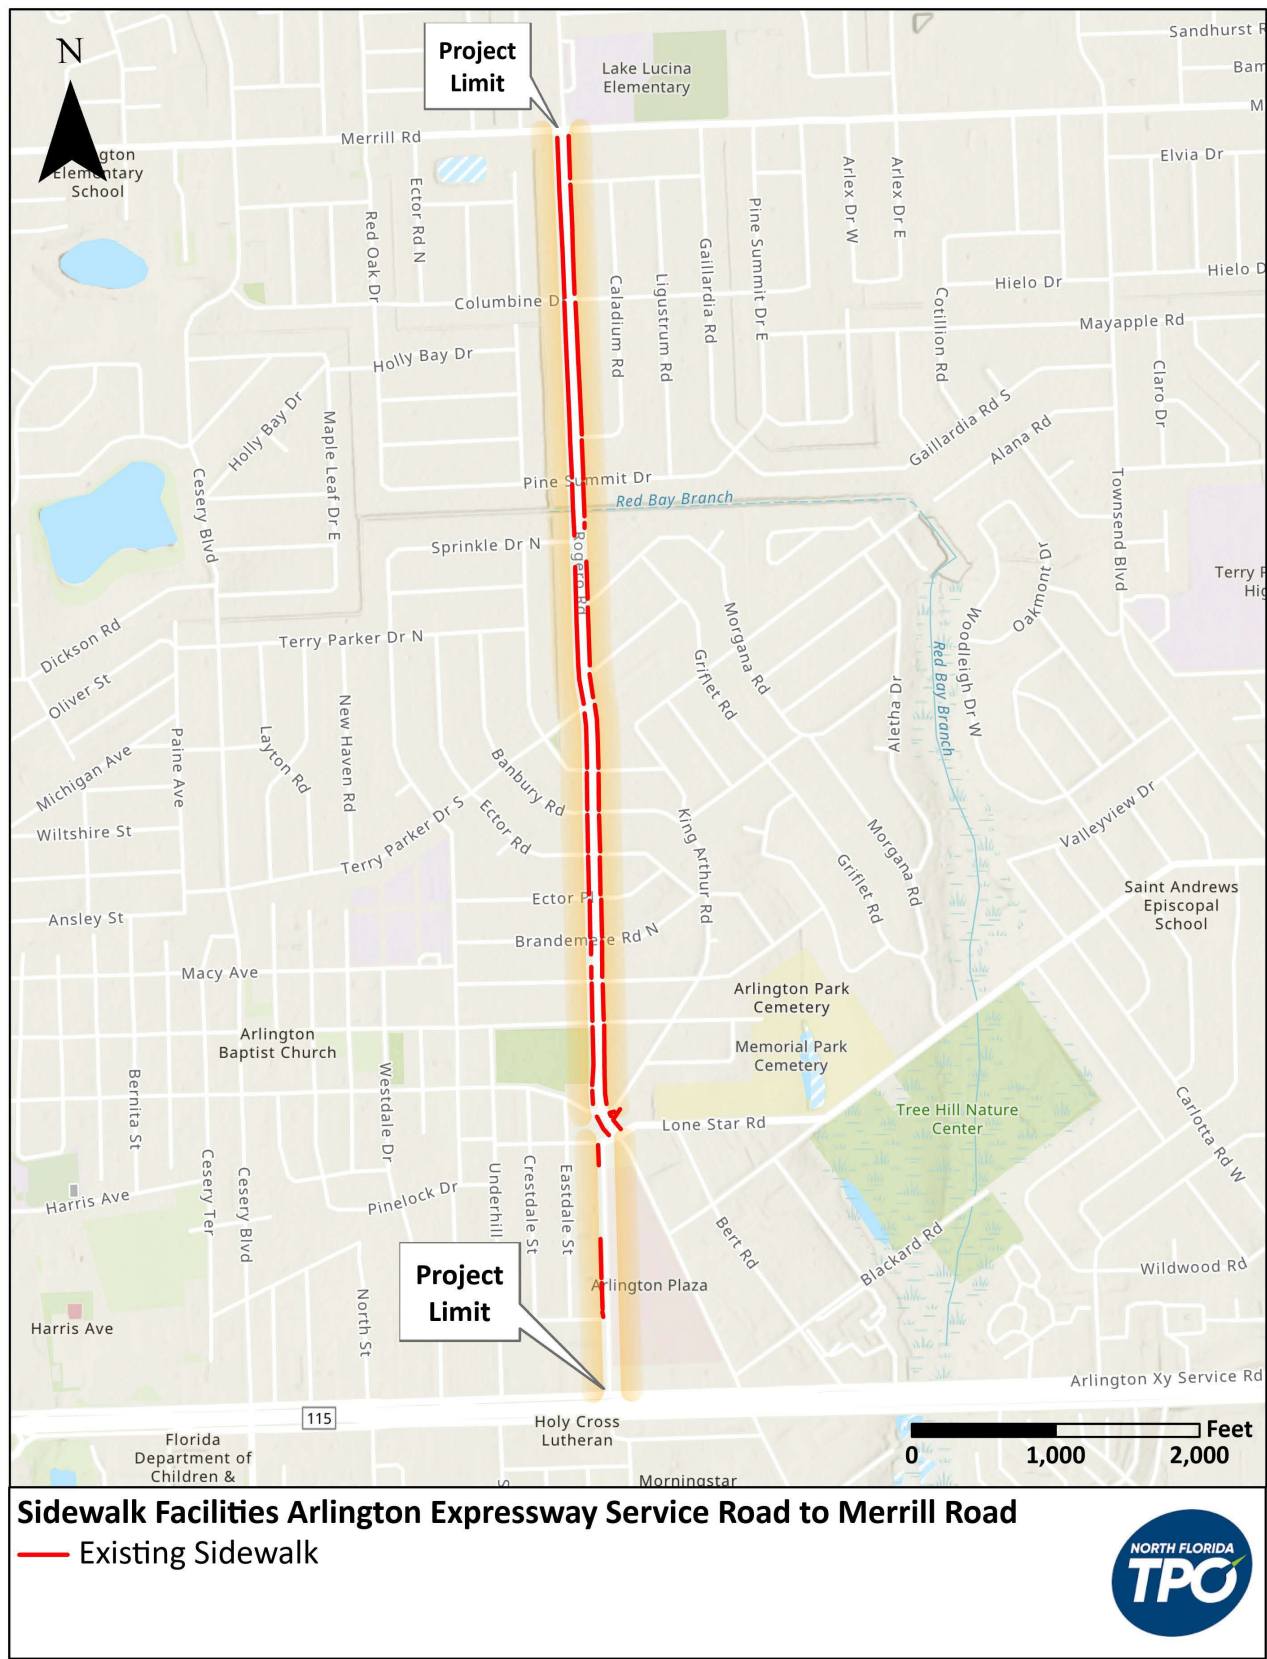 N
Project
Limit
Lake Lucina
Elementary
Sandhurst R
Bam
M
Merrill Rd
gton
Elementary
School
Elvia Dr
Ector Rd N
Red Oak Dr
Arlex Dr W
Arlex Dr E
Pine Summit Dr E
Gaillardia Rd
Ligustrum Rd
Caladium Rd
Columbine D
Hielo Dr
Hielo D
Cotillion Rd
Mayapple Rd
Holly Bay Dr
Claro Dr
Holly Bay Dr
Maple Leaf Dr E
Gaillardia Rd S
Alana Rd
Cesery Blvd
Pine Summit Dr
Red Bay Branch
Townsend Blvd
Sprinkle Dr N
Rogero Rd
Oakmont Dr
Terry P
Hig
Woodleigh Dr W
Dickson Rd
Terry Parker Dr N
Morgana Rd
Griflet Rd
Red Bay Branch
Aletha Dr
Oliver St
New Haven Rd
Layton Rd
Paine Ave
Michigan Ave
Banbury Rd
Ector Rd
Terry Parker Dr S
Wiltshire St
King Arthur Rd
Morgana Rd
Griflet Rd
Valleyview Dr
Saint Andrews
Episcopal
School
Ector Pl
Ansley St
Brandemere Rd N
Macy Ave
Arlington Park
Cemetery
Arlington
Baptist Church
Memorial Park
Cemetery
Bernita St
Westdale Dr
Lone Star Rd
Tree Hill Nature
Center
Carlotta Rd W
Harris Ave
Cesery Ter
Cesery Blvd
Pinelock Dr
Underhill
Crestdale St
Eastdale St
Bert Rd
Blackard Rd
Wildwood Rd
Project
Limit
Arlington Plaza
North St
Harris Ave
Arlington Xy Service Rd
115
Holy Cross
Lutheran
Florida
Department of
Children &
S
Morningstar
Feet
0 1,000 2,000
Sidewalk Facilities Arlington Expressway Service Road to Merrill Road
Existing Sidewalk
NORTH FLORIDA
TPO